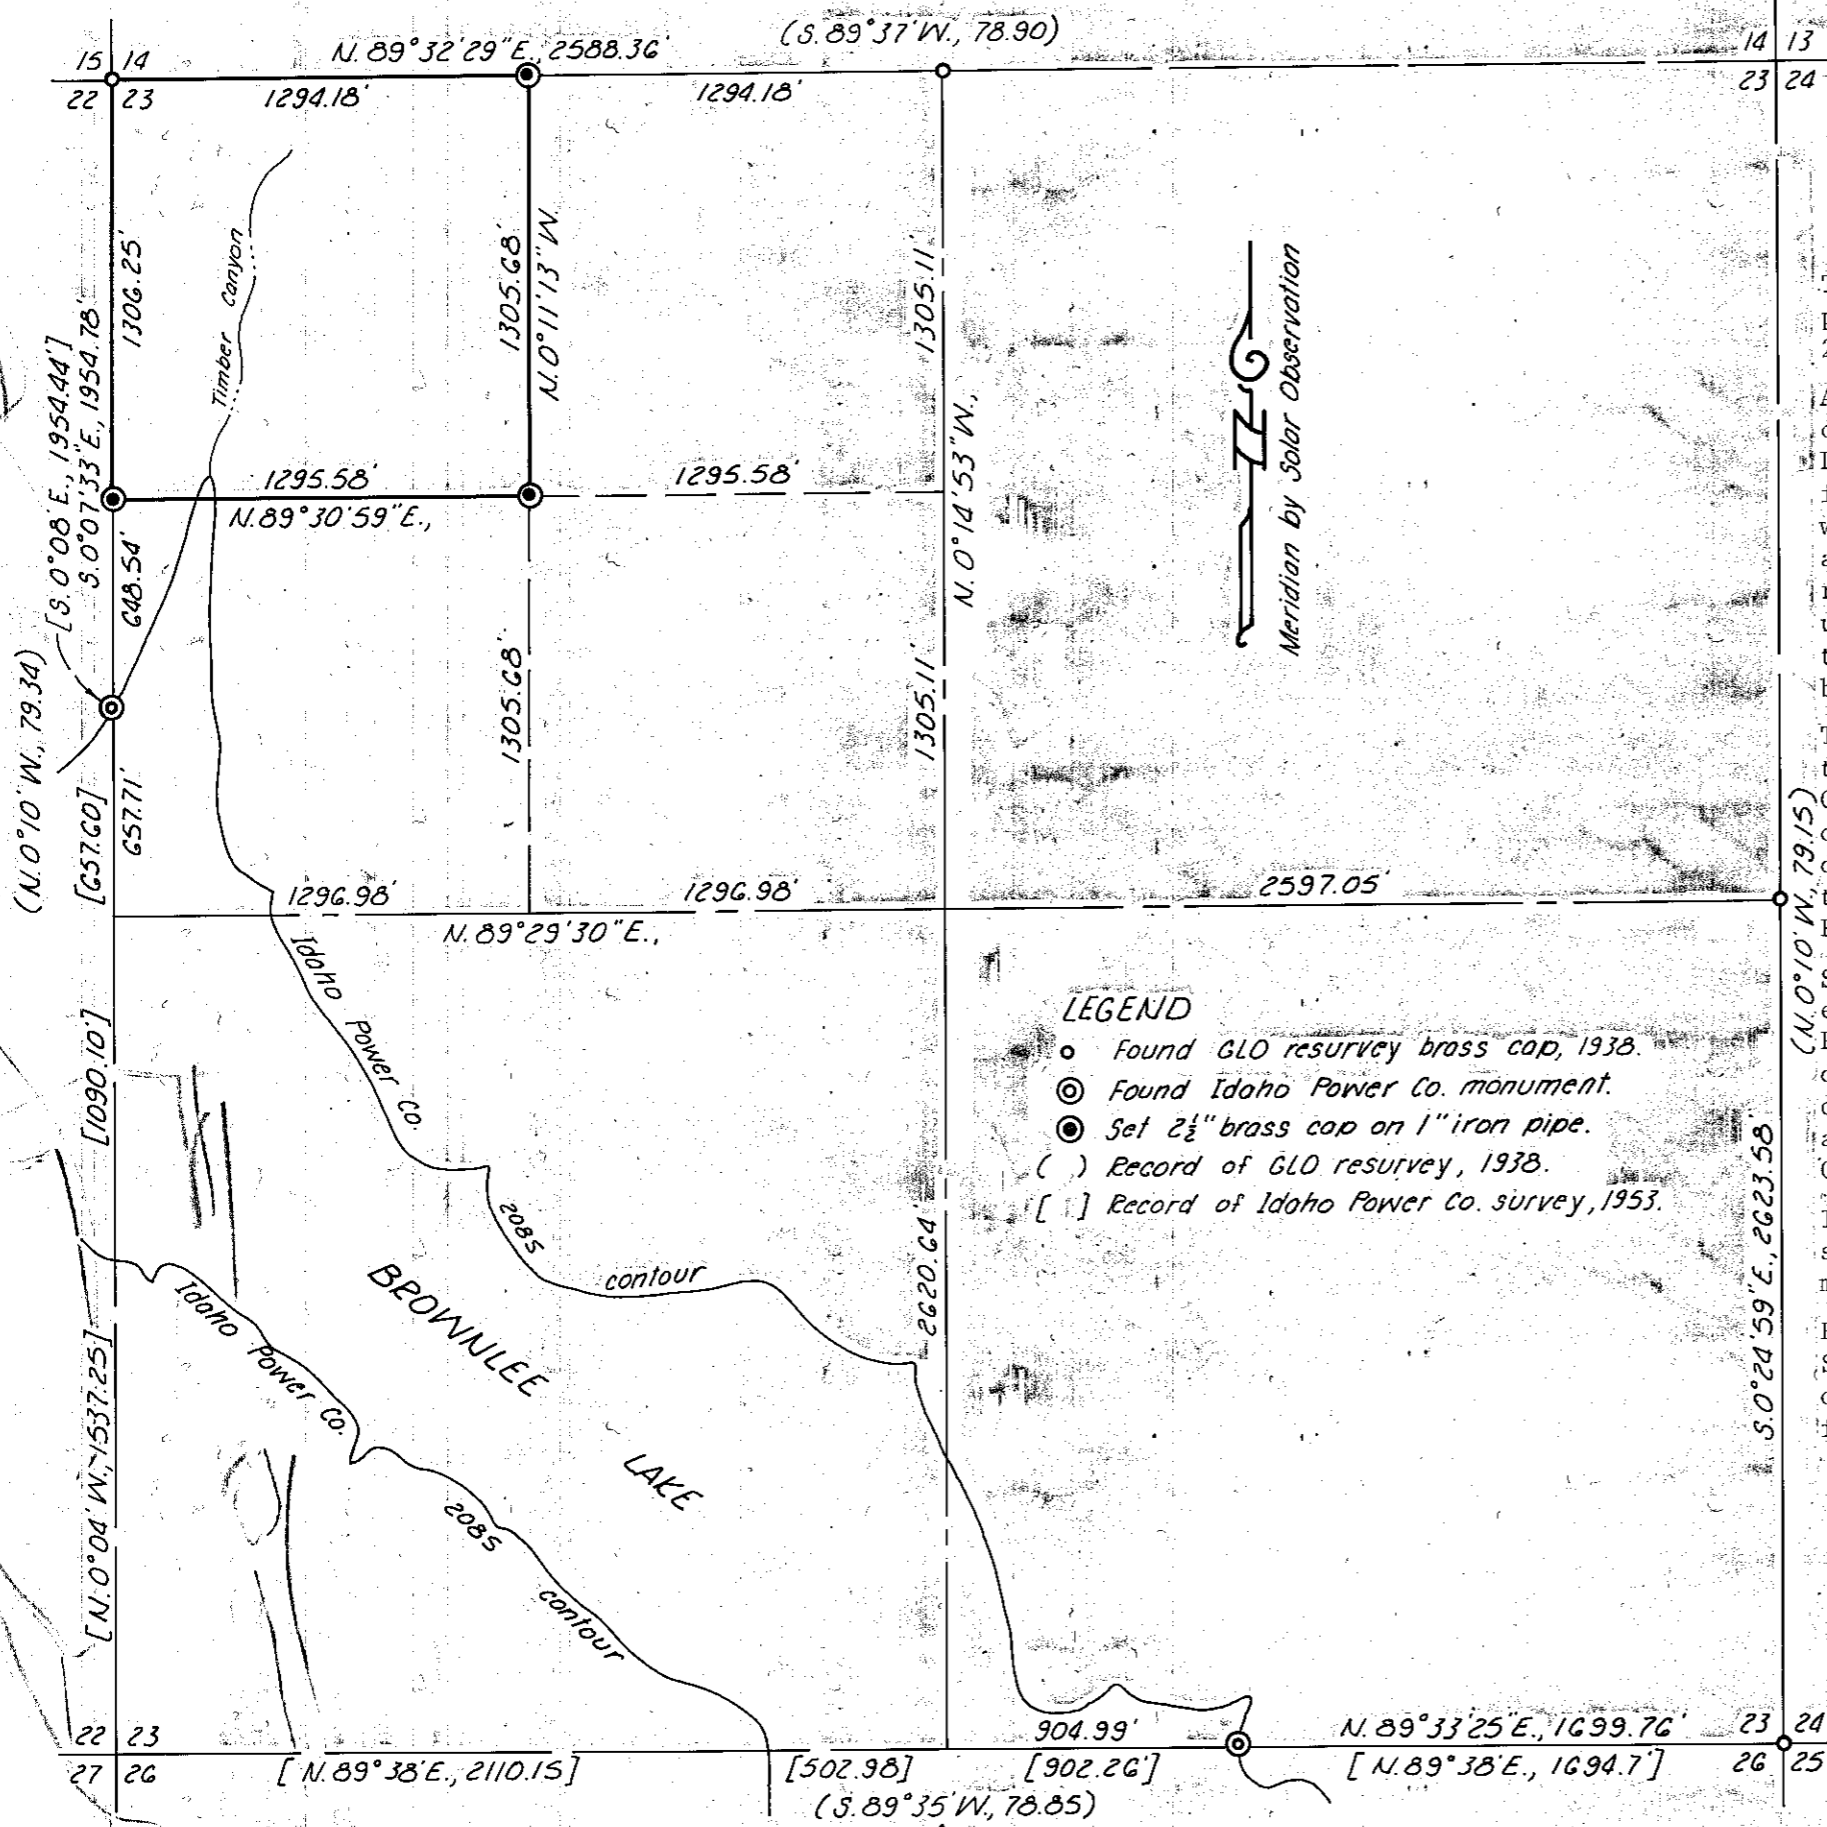 15 14
N. 89°32'29"E., 2588.36'
(S. 89°37'W., 78.90)
14 13
22 23
1294.18'
1294.18'
23 24
1306.25'
Timber Canyon
1305.68'
N. 0°11'13"W.
1305.11'
Meridian by Solar Observation
N
[S. 0°08'E., 1954.44']
S. 0°07'33"E., 1954.78'
1295.58'
1295.58'
N. 89°30'59"E.,
N. 0°14'53"W.,
648.54'
(N. 0°10'W., 79.34)
1305.68'
1305.11'
[657.60]
657.71'
(N. 0°10'W., 79.15)
1296.98'
1296.98'
2597.05'
N. 89°29'30"E.,
Idaho Power Co.
2085
contour
[1090.10']
LEGEND
Found GLO resurvey brass cap, 1938.
Found Idaho Power Co. monument.
Set 2½" brass cap on 1" iron pipe.
( ) Record of GLO resurvey, 1938.
[ ] Record of Idaho Power Co. survey, 1953.
2620.64'
S. 0°24'59"E., 2623.58'
BROWNLEE
LAKE
Idaho Power Co.
2085
contour
[N. 0°04'W., 1537.25]
22 23
904.99'
N. 89°33'25"E., 1699.76'
23 24
27 26
[N. 89°38'E., 2110.15]
[502.98]
[902.26']
[N. 89°38'E., 1694.7']
26 25
(S. 89°35'W., 78.85)